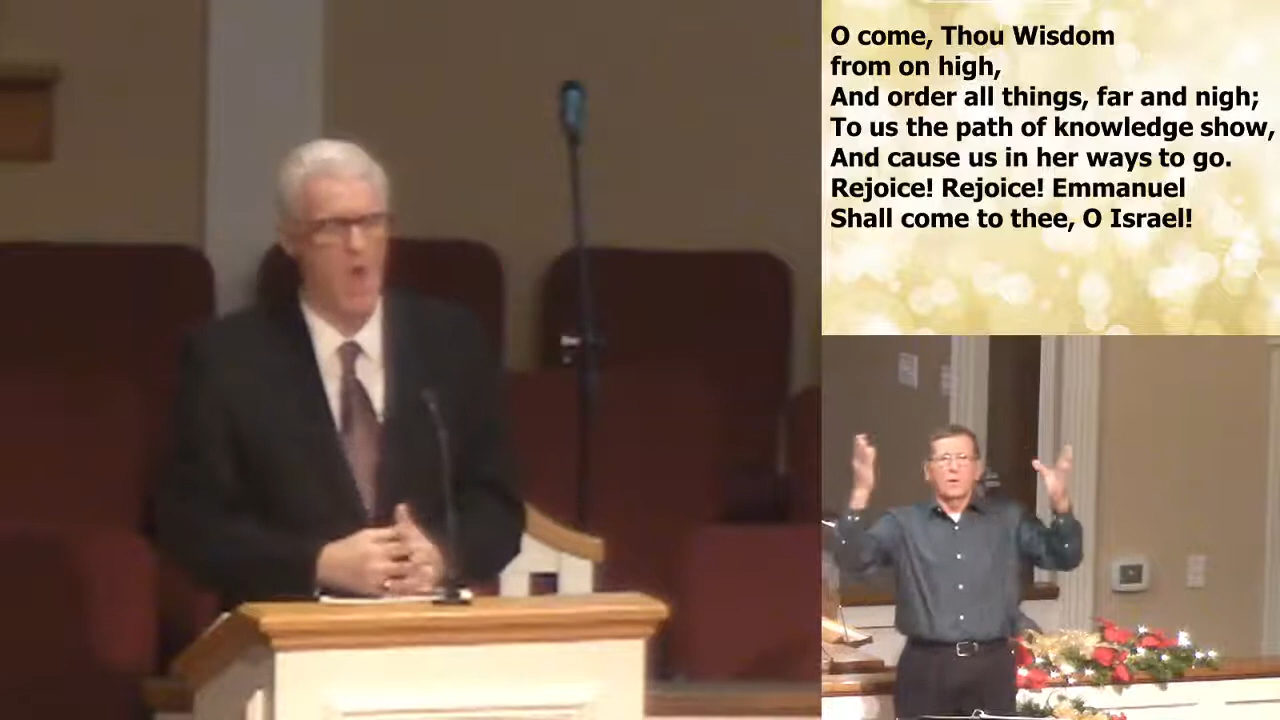 O come, Thou Wisdom
from on high,
And order all things, far and nigh;
To us the path of knowledge show,
And cause us in her ways to go.
Rejoice! Rejoice! Emmanuel
Shall come to thee, O Israel!